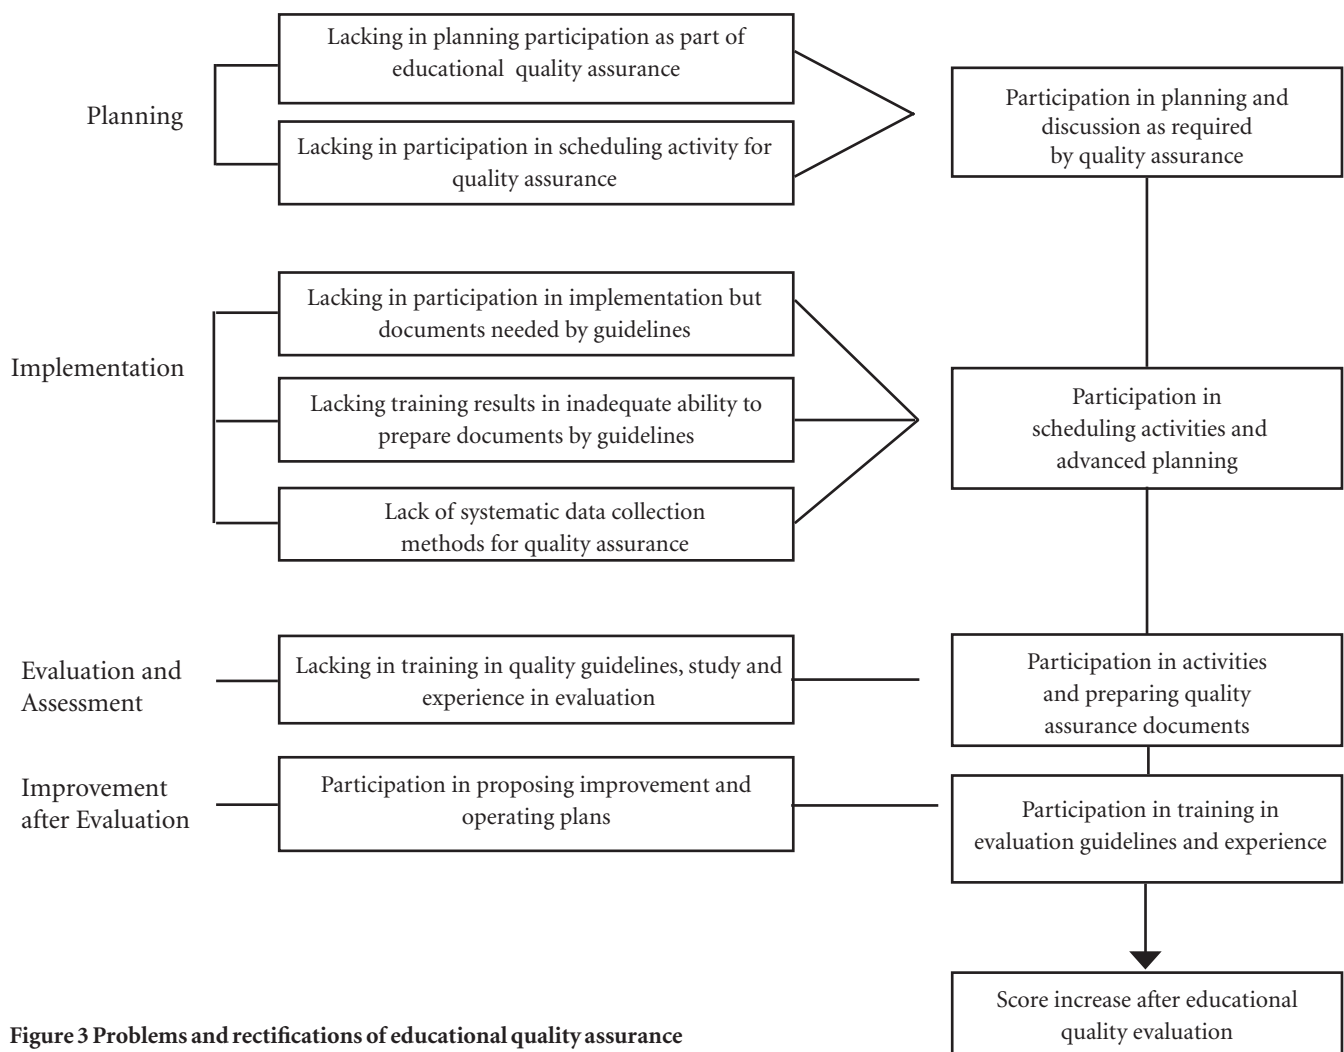 Planning
Lacking in planning participation as part of
educational quality assurance
Lacking in participation in scheduling activity for
quality assurance
Participation in planning and
discussion as required
by quality assurance
Implementation
Lacking in participation in implementation but
documents needed by guidelines
Lacking training results in inadequate ability to
prepare documents by guidelines
Lack of systematic data collection
methods for quality assurance
Participation in
scheduling activities and
advanced planning
Evaluation and
Assessment
Lacking in training in quality guidelines, study and
experience in evaluation
Participation in activities
and preparing quality
assurance documents
Improvement
after Evaluation
Participation in proposing improvement and
operating plans
Participation in training in
evaluation guidelines and experience
Score increase after educational
quality evaluation
Figure 3 Problems and rectifications of educational quality assurance